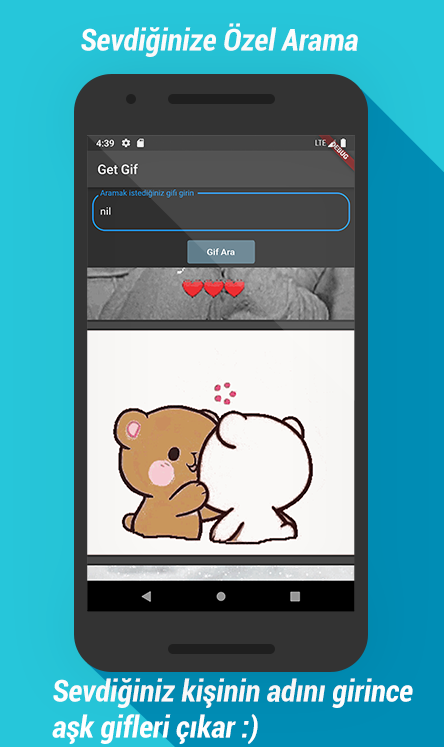 Sevdiğinize Özel Arama
4:39
LTE
DEBUG
Get Gif
Aramak istediğiniz gifi girin
nil
Gif Ara
Sevdiğiniz kişinin adını girince
aşk gifleri çıkar :)